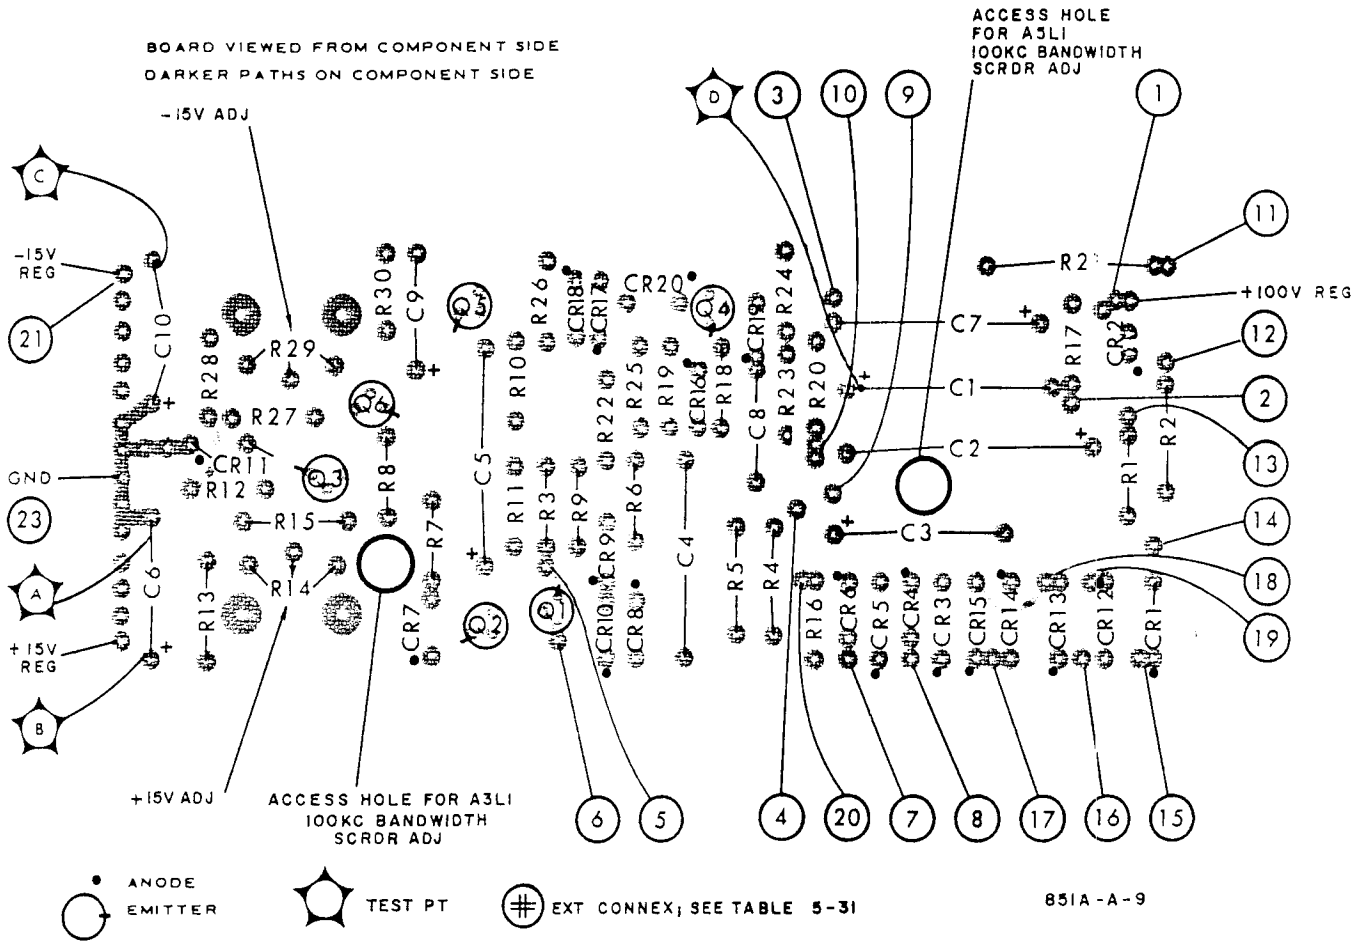 ACCESS HOLE
FOR A5L1
100KC BANDWIDTH
SCRDR ADJ
BOARD VIEWED FROM COMPONENT SIDE
DARKER PATHS ON COMPONENT SIDE
-15V ADJ
D
3
10
9
1
C
11
-15V
REG
21
C10
R28
R29
R30
C9
+
Q5
R26
CR18
CR17
CR20
Q4
CR19
R24
R2
C7
+
+100V REG
R17
CR2
12
R10
R25
R19
CR16
R18
R23
R20
C1
+
2
+
R27
Q6
R22
C8
C2
+
R1
R2
13
GND
CR11
R12
Q3
R8
C5
+
R11
R3
R9
R6
C4
23
R15
R7
CR9
R5
R4
+
C3
14
A
C6
R13
R14
CR7
Q2
Q1
CR10
CR8
R16
CR6
CR5
CR4
CR3
CR15
CR14
CR13
CR12
CR1
18
19
+15V
REG
+
B
+15V ADJ
ACCESS HOLE FOR A3L1
100KC BANDWIDTH
SCRDR ADJ
6
5
4
20
7
8
17
16
15
ANODE
EMITTER
TEST PT
# EXT CONNEX; SEE TABLE 5-31
851A-A-9